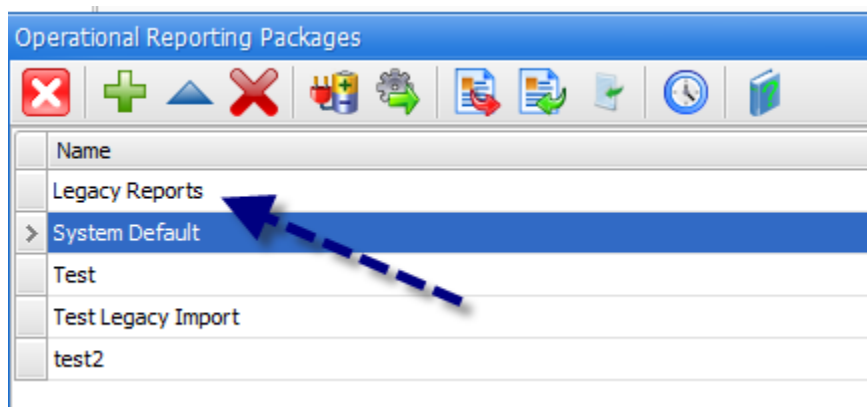 Operational Reporting Packages
Name
Legacy Reports
System Default
Test
Test Legacy Import
test2